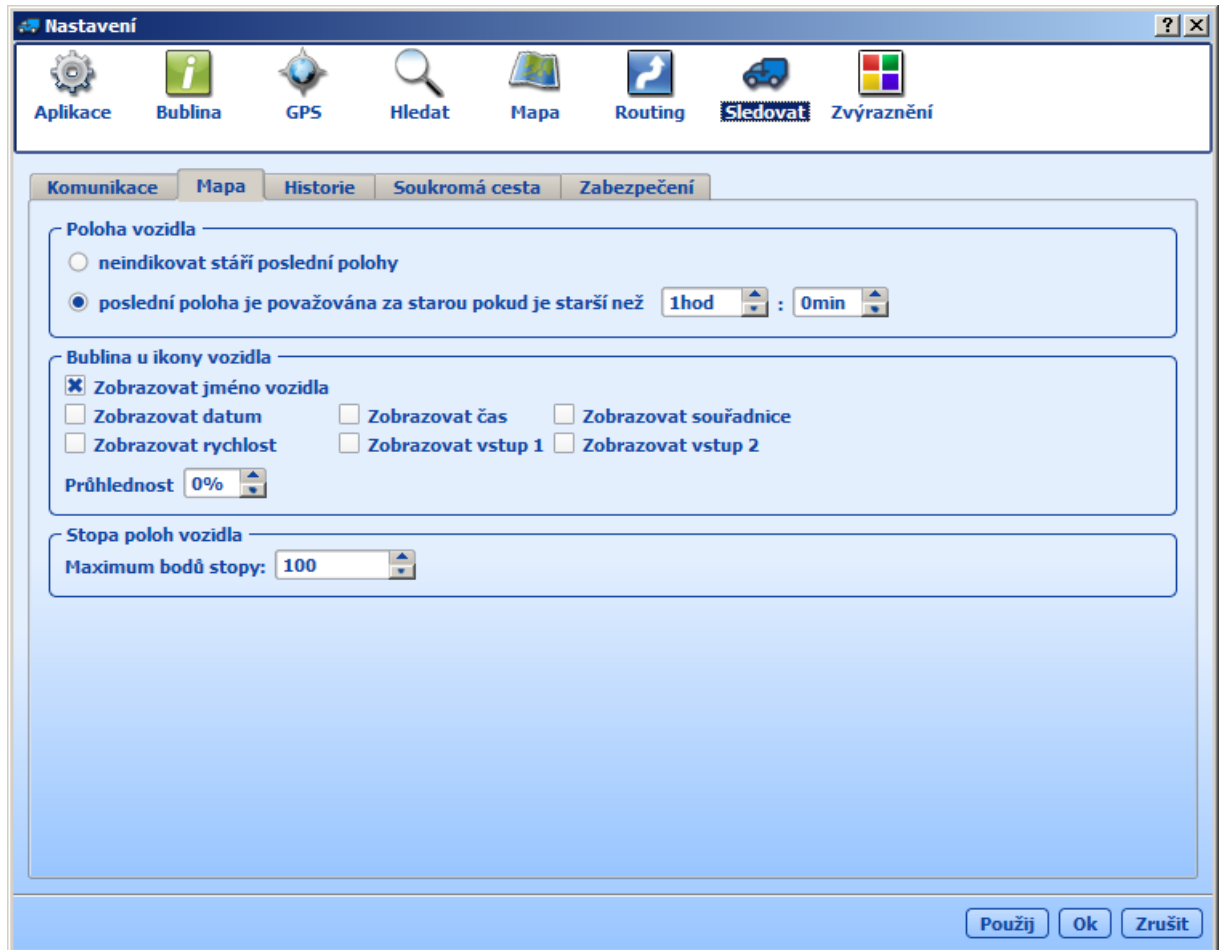 Nastavení
Aplikace Bublina GPS Hledat Mapa Routing Sledovat Zvýraznění
Komunikace Mapa Historie Soukromá cesta Zabezpečení
Poloha vozidla
neindikovat stáří poslední polohy
poslední poloha je považována za starou pokud je starší než 1hod : 0min
Bublina u ikony vozidla
Zobrazovat jméno vozidla
Zobrazovat datum Zobrazovat čas Zobrazovat souřadnice
Zobrazovat rychlost Zobrazovat vstup 1 Zobrazovat vstup 2
Průhlednost 0%
Stopa poloh vozidla
Maximum bodů stopy: 100
Použij Ok Zrušit